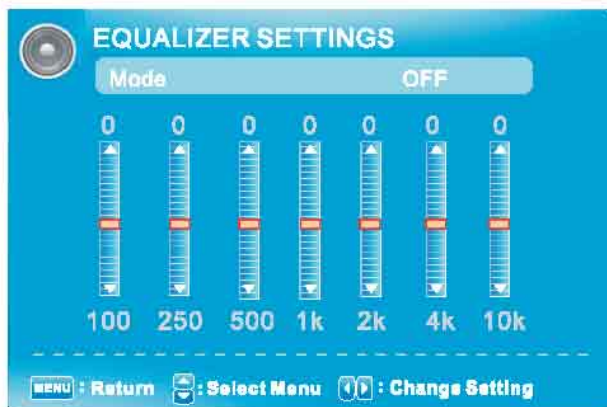 EQUALIZER SETTINGS
Mode OFF
0 0 0 0 0 0 0
100 250 500 1k 2k 4k 10k
MENU : Return : Select Menu : Change Setting